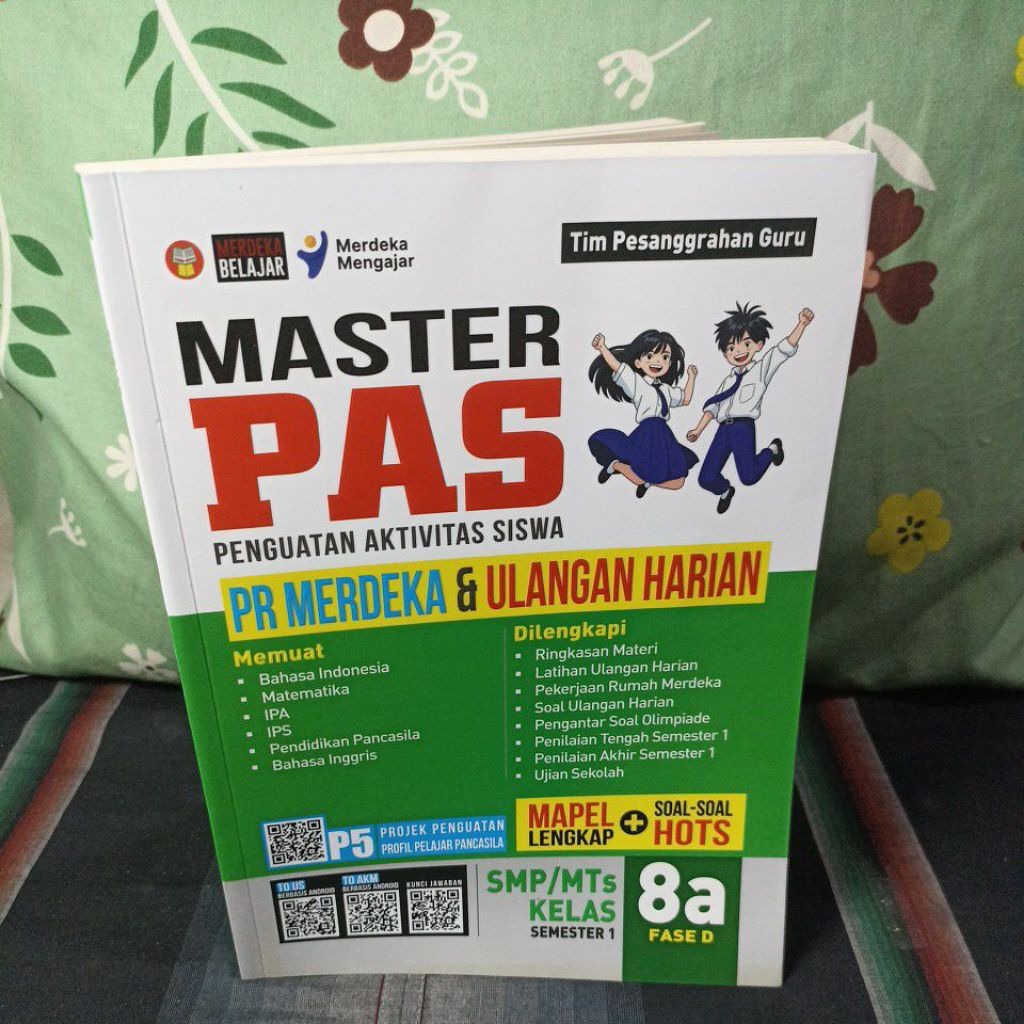 MERDEKA
BELAJAR
Merdeka
Mengajar
Tim Pesanggrahan Guru
MASTER
PAS
PENGUATAN AKTIVITAS SISWA
PR MERDEKA & ULANGAN HARIAN
Memuat
▪ Bahasa Indonesia
▪ Matematika
▪ IPA
▪ IPS
▪ Pendidikan Pancasila
▪ Bahasa Inggris
Dilengkapi
▪ Ringkasan Materi
▪ Latihan Ulangan Harian
▪ Pekerjaan Rumah Merdeka
▪ Soal Ulangan Harian
▪ Pengantar Soal Olimpiade
▪ Penilaian Tengah Semester 1
▪ Penilaian Akhir Semester 1
▪ Ujian Sekolah
P5 PROJEK PENGUATAN
PROFIL PELAJAR PANCASILA
MAPEL
LENGKAP
+
SOAL-SOAL
HOTS
TO US
BERBASIS ANDROID
TO AKM
BERBASIS ANDROID
KUNCI JAWABAN
SMP/MTs
KELAS
SEMESTER 1
8a
FASE D